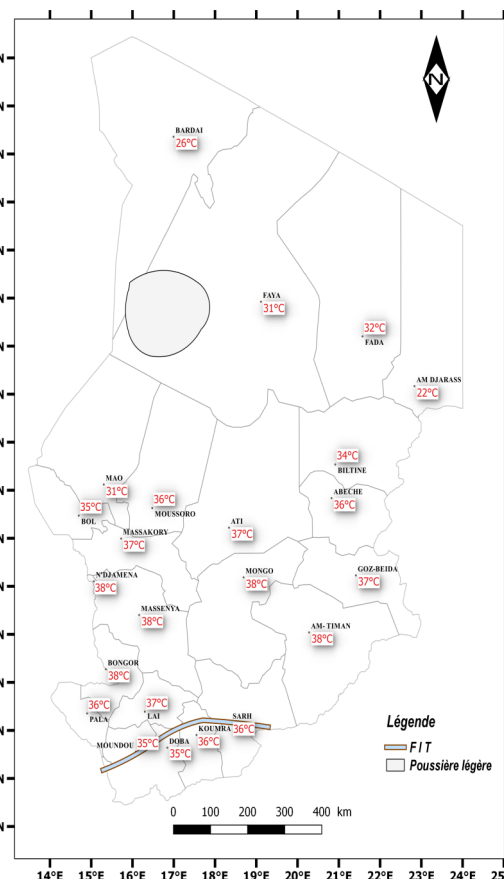 N
BARDAI
26°C
FAYA
31°C
32°C
FADA
AM DJARASS
22°C
34°C
BILTINE
MAO
31°C
36°C
MOUSSORO
35°C
BOL
ABECHE
36°C
ATI
37°C
MASSAKORY
37°C
N'DJAMENA
38°C
MONGO
38°C
GOZ-BEIDA
37°C
MASSENYA
38°C
AM- TIMAN
38°C
BONGOR
38°C
36°C
PALA
37°C
LAI
SARH
36°C
KOUMRA
36°C
MOUNDOU
35°C
DOBA
35°C
Légende
F I T
Poussière légère
0 100 200 300 400 km
14°E 15°E 16°E 17°E 18°E 19°E 20°E 21°E 22°E 23°E 24°E